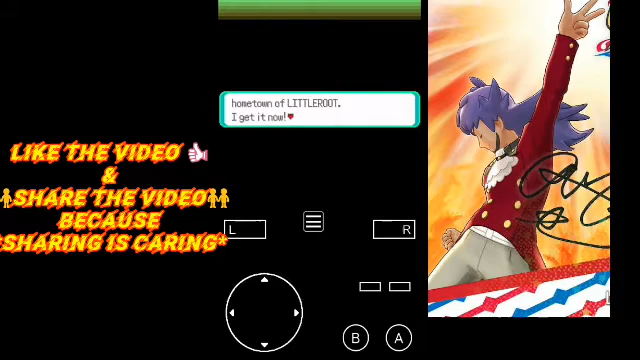 hometown of LITTLEROOT.
I get it now!
LIKE THE VIDEO
&
SHARE THE VIDEO
BECAUSE
*SHARING IS CARING*
L
R
B
A